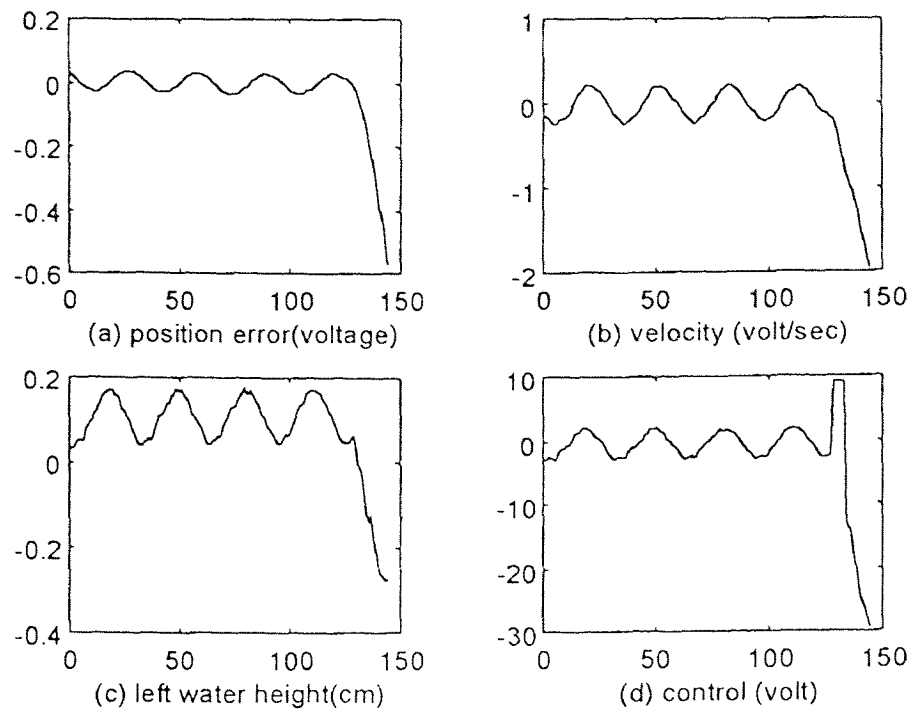 0.2
0
-0.2
-0.4
-0.6
0 50 100 150
(a) position error(voltage)
1
0
-1
-2
0 50 100 150
(b) velocity (volt/sec)
0.2
0
-0.2
-0.4
0 50 100 150
(c) left water height(cm)
10
0
-10
-20
-30
0 50 100 150
(d) control (volt)